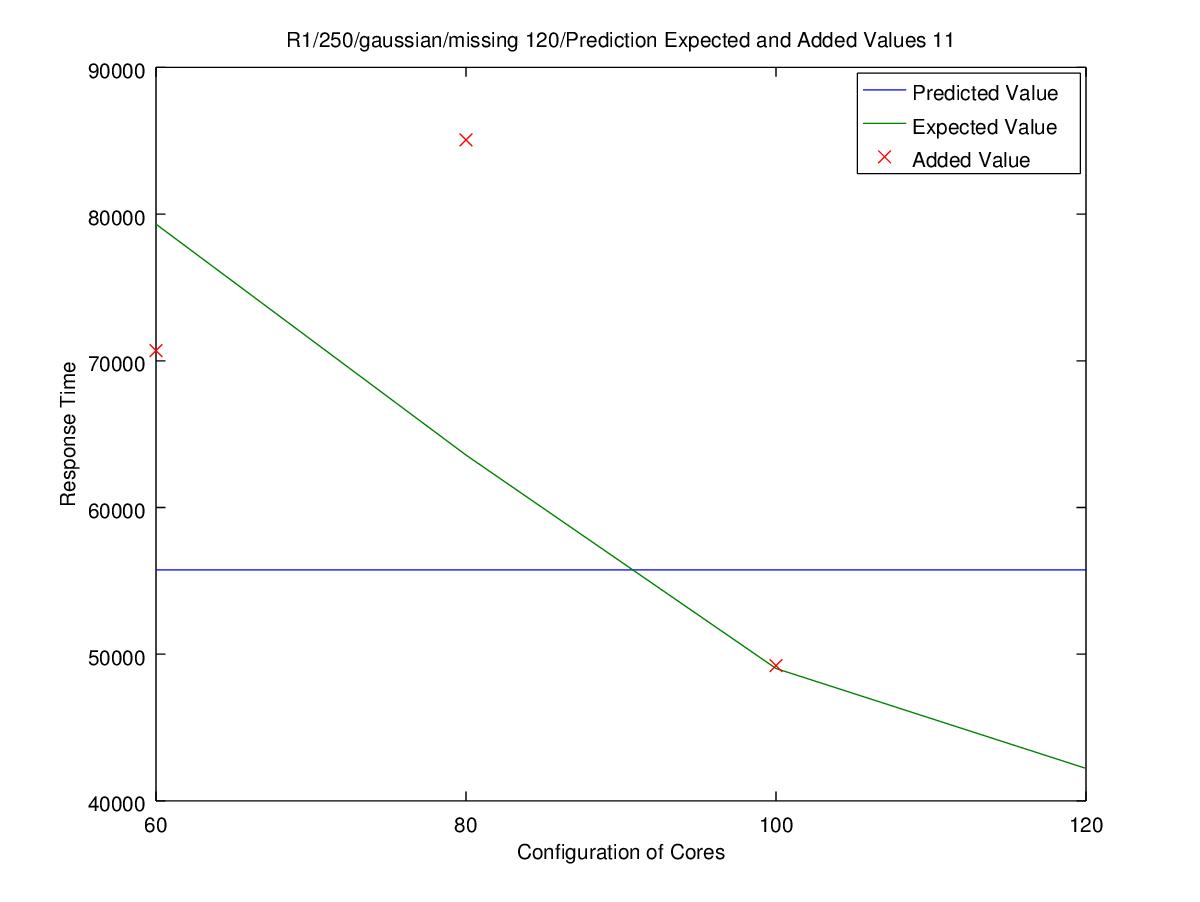 R1/250/gaussian/missing 120/Prediction Expected and Added Values 11
90000
80000
70000
60000
50000
40000
60
80
100
120
Response Time
Configuration of Cores
Predicted Value
Expected Value
Added Value